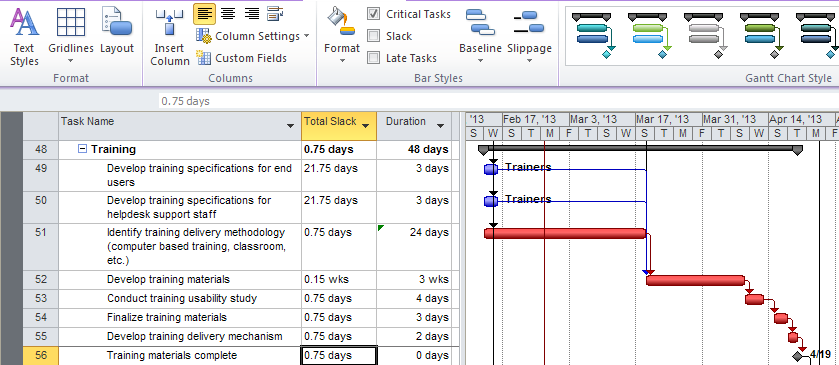 Text Styles
Gridlines
Layout
Format
Insert Column
Column Settings
Custom Fields
Columns
Format
Critical Tasks
Slack
Late Tasks
Baseline
Slippage
Bar Styles
Gantt Chart Style
0.75 days
Task Name Total Slack Duration '13 Feb 17, '13 Mar 3, '13 Mar 17, '13 Mar 31, '13 Apr 14, '13
S W S T M F T S W S T M F T S W S T M
48 Training 0.75 days 48 days
49 Develop training specifications for end users 21.75 days 3 days Trainers
50 Develop training specifications for helpdesk support staff 21.75 days 3 days Trainers
51 Identify training delivery methodology (computer based training, classroom, etc.) 0.75 days 24 days
52 Develop training materials 0.15 wks 3 wks
53 Conduct training usability study 0.75 days 4 days
54 Finalize training materials 0.75 days 3 days
55 Develop training delivery mechanism 0.75 days 2 days
56 Training materials complete 0.75 days 0 days 4/19